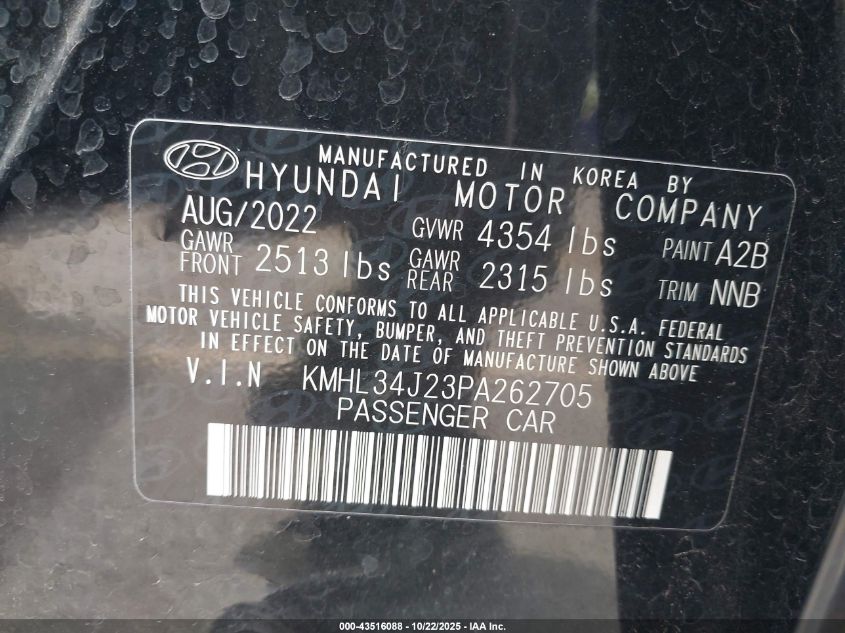 MANUFACTURED IN KOREA BY
HYUNDAI MOTOR COMPANY
AUG/2022 GVWR 4354 lbs PAINT A2B
GAWR FRONT 2513 lbs GAWR REAR 2315 lbs TRIM NNB
THIS VEHICLE CONFORMS TO ALL APPLICABLE U.S.A. FEDERAL
MOTOR VEHICLE SAFETY, BUMPER, AND THEFT PREVENTION STANDARDS
IN EFFECT ON THE DATE OF MANUFACTURE SHOWN ABOVE
V.I.N KMHL34J23PA262705
PASSENGER CAR
000-43516088 - 10/22/2025 - IAA Inc.